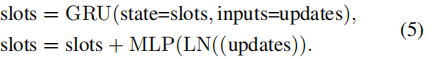 slots = GRU(state=slots, inputs=updates),
slots = slots + MLP(LN((updates)).
(5)